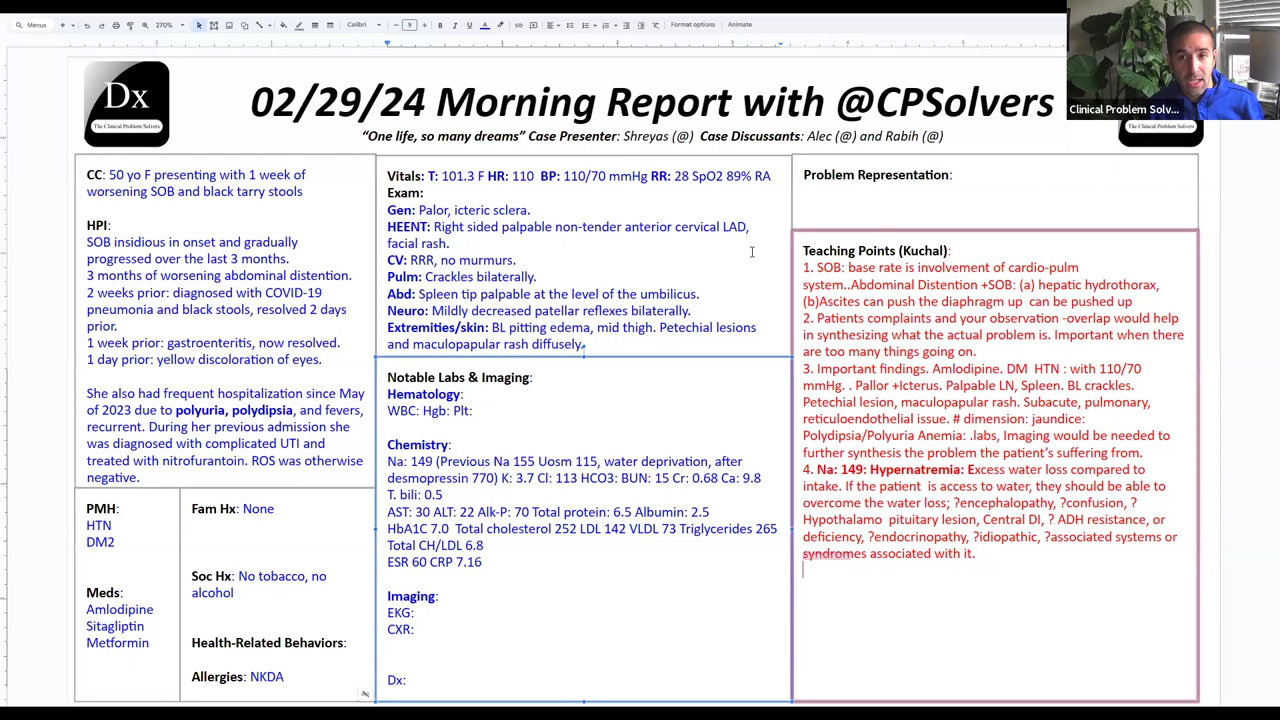 Menus
270%
Calibri
9
Format options
Animate
Clinical Problem Solv...
Dx
The Clinical Problem Solvers
02/29/24 Morning Report with @CPSolvers
"One life, so many dreams" Case Presenter: Shreyas (@) Case Discussants: Alec (@) and Rabih (@)
The Clinical Problem Solvers
CC: 50 yo F presenting with 1 week of
worsening SOB and black tarry stools
HPI:
SOB insidious in onset and gradually
progressed over the last 3 months.
3 months of worsening abdominal distention.
2 weeks prior: diagnosed with COVID-19
pneumonia and black stools, resolved 2 days
prior.
1 week prior: gastroenteritis, now resolved.
1 day prior: yellow discoloration of eyes.
She also had frequent hospitalization since May
of 2023 due to polyuria, polydipsia, and fevers,
recurrent. During her previous admission she
was diagnosed with complicated UTI and
treated with nitrofurantoin. ROS was otherwise
negative.
PMH:
HTN
DM2
Meds:
Amlodipine
Sitagliptin
Metformin
Fam Hx: None
Soc Hx: No tobacco, no
alcohol
Health-Related Behaviors:
Allergies: NKDA
Vitals: T: 101.3 F HR: 110 BP: 110/70 mmHg RR: 28 SpO2 89% RA
Exam:
Gen: Palor, icteric sclera.
HEENT: Right sided palpable non-tender anterior cervical LAD,
facial rash.
CV: RRR, no murmurs.
Pulm: Crackles bilaterally.
Abd: Spleen tip palpable at the level of the umbilicus.
Neuro: Mildly decreased patellar reflexes bilaterally.
Extremities/skin: BL pitting edema, mid thigh. Petechial lesions
and maculopapular rash diffusely.
Notable Labs & Imaging:
Hematology:
WBC: Hgb: Plt:
Chemistry:
Na: 149 (Previous Na 155 Uosm 115, water deprivation, after
desmopressin 770) K: 3.7 Cl: 113 HCO3: BUN: 15 Cr: 0.68 Ca: 9.8
T. bili: 0.5
AST: 30 ALT: 22 Alk-P: 70 Total protein: 6.5 Albumin: 2.5
HbA1C 7.0 Total cholesterol 252 LDL 142 VLDL 73 Triglycerides 265
Total CH/LDL 6.8
ESR 60 CRP 7.16
Imaging:
EKG:
CXR:
Dx:
Problem Representation:
Teaching Points (Kuchal):
1. SOB: base rate is involvement of cardio-pulm
system..Abdominal Distention +SOB: (a) hepatic hydrothorax,
(b)Ascites can push the diaphragm up can be pushed up
2. Patients complaints and your observation -overlap would help
in synthesizing what the actual problem is. Important when there
are too many things going on.
3. Important findings. Amlodipine. DM HTN : with 110/70
mmHg. . Pallor +Icterus. Palpable LN, Spleen. BL crackles.
Petechial lesion, maculopapular rash. Subacute, pulmonary,
reticuloendothelial issue. # dimension: jaundice:
Polydipsia/Polyuria Anemia: .labs, Imaging would be needed to
further synthesis the problem the patient's suffering from.
4. Na: 149: Hypernatremia: Excess water loss compared to
intake. If the patient is access to water, they should be able to
overcome the water loss; ?encephalopathy, ?confusion, ?
Hypothalamo pituitary lesion, Central DI, ? ADH resistance, or
deficiency, ?endocrinopathy, ?idiopathic, ?associated systems or
syndromes associated with it.